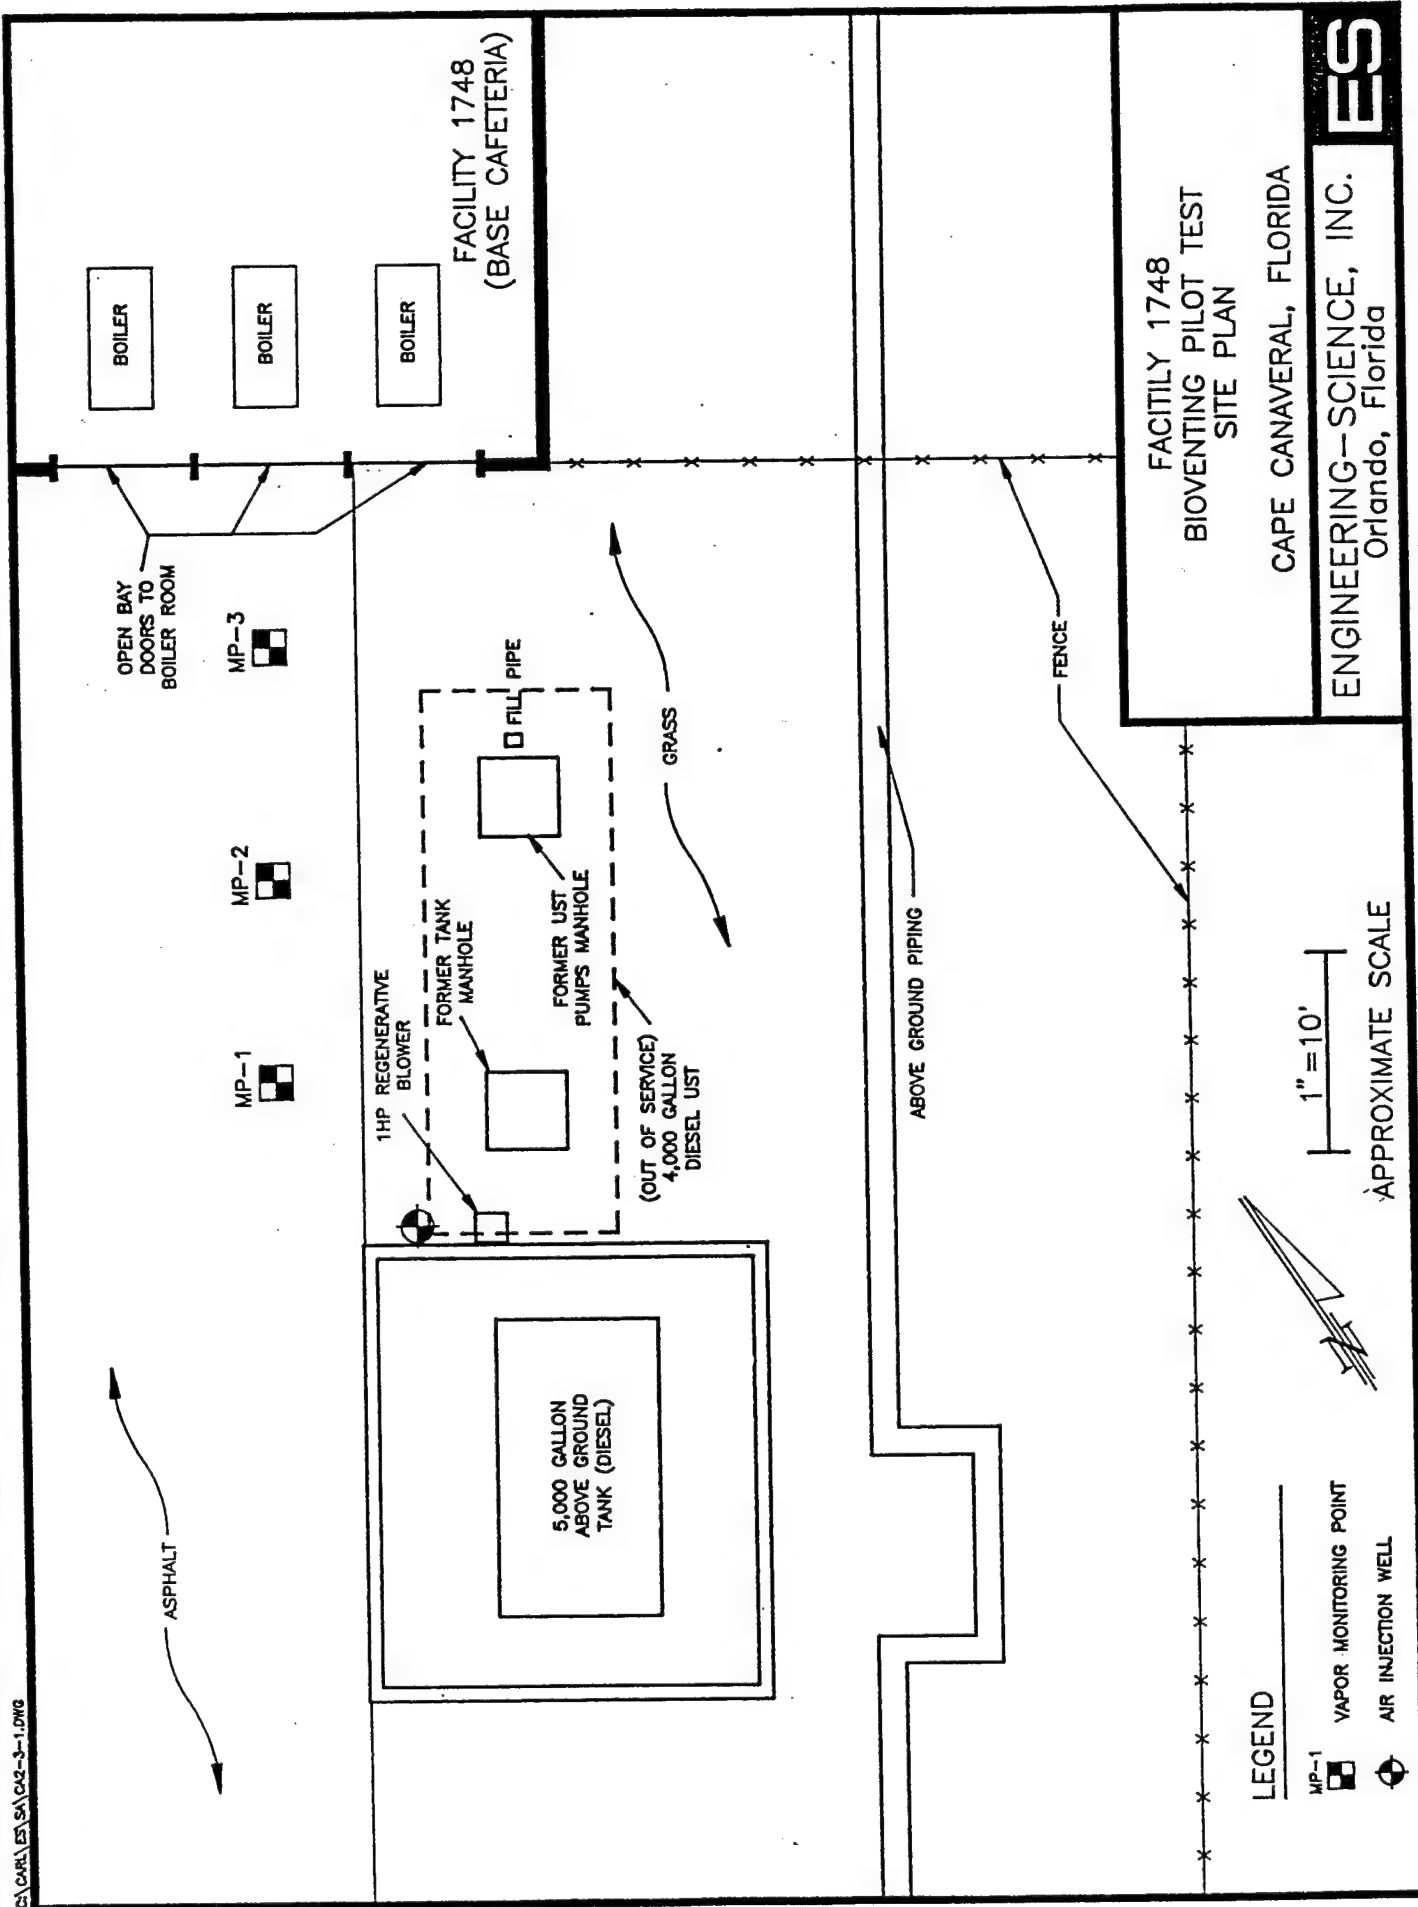 C:\CARL\ES\SA\CA2-3-1.DWG
ASPHALT
MP-1
MP-2
MP-3
OPEN BAY
DOORS TO
BOILER ROOM
BOILER
BOILER
BOILER
FACILITY 1748
(BASE CAFETERIA)
1HP REGENERATIVE
BLOWER
FORMER TANK
MANHOLE
FORMER UST
PUMPS MANHOLE
FILL PIPE
5,000 GALLON
ABOVE GROUND
TANK (DIESEL)
(OUT OF SERVICE)
4,000 GALLON
DIESEL UST
GRASS
ABOVE GROUND PIPING
FENCE
LEGEND
MP-1
VAPOR MONITORING POINT
AIR INJECTION WELL
N
1"=10'
APPROXIMATE SCALE
FACITILY 1748
BIOVENTING PILOT TEST
SITE PLAN
CAPE CANAVERAL, FLORIDA
ENGINEERING-SCIENCE, INC.
Orlando, Florida
ES